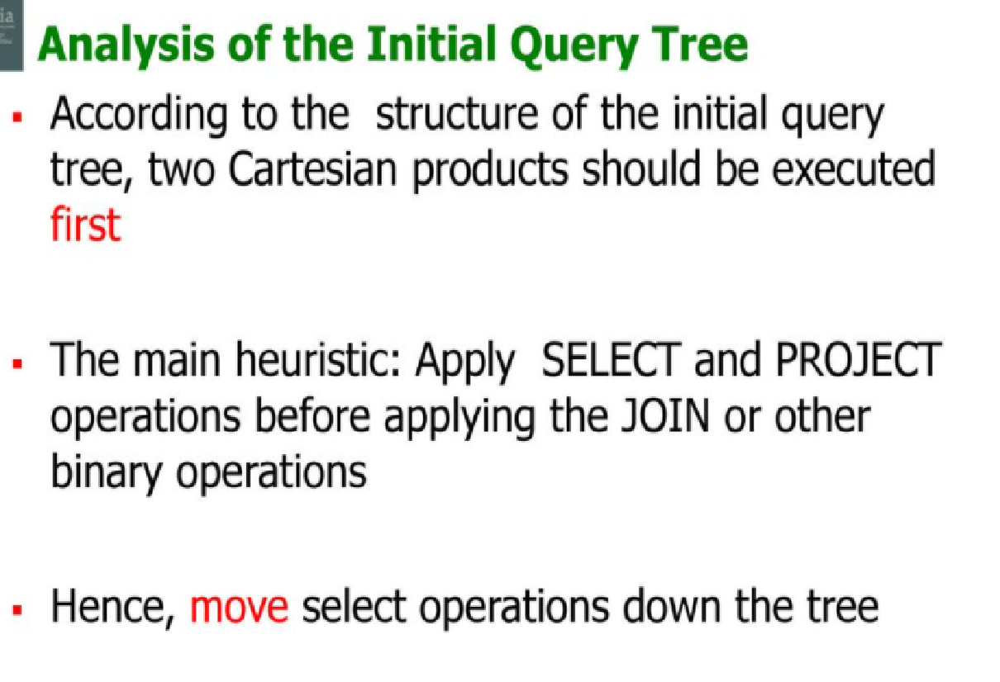 ia
Analysis of the Initial Query Tree
▪ According to the structure of the initial query
tree, two Cartesian products should be executed
first
▪ The main heuristic: Apply SELECT and PROJECT
operations before applying the JOIN or other
binary operations
▪ Hence, move select operations down the tree